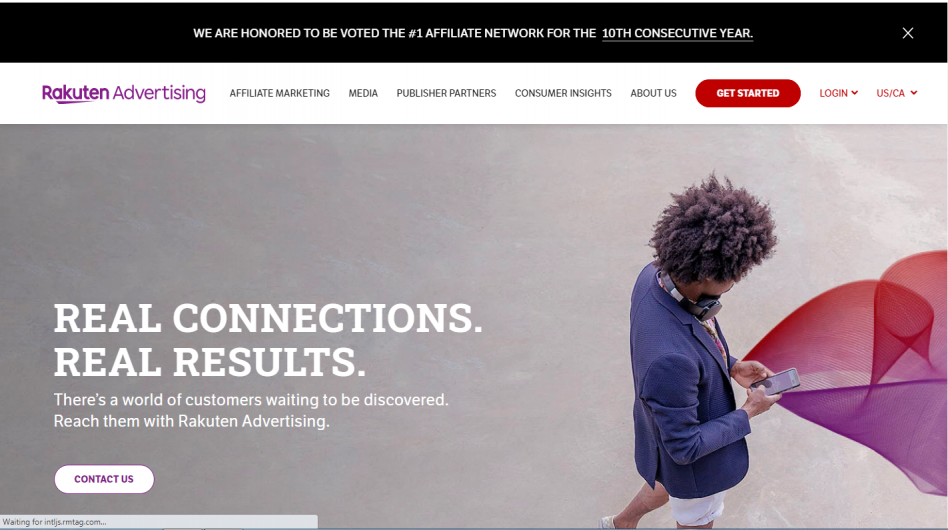 WE ARE HONORED TO BE VOTED THE #1 AFFILIATE NETWORK FOR THE 10TH CONSECUTIVE YEAR.
Rakuten Advertising AFFILIATE MARKETING MEDIA PUBLISHER PARTNERS CONSUMER INSIGHTS ABOUT US GET STARTED LOGIN US/CA
REAL CONNECTIONS.
REAL RESULTS.
There's a world of customers waiting to be discovered.
Reach them with Rakuten Advertising.
CONTACT US
Waiting for intljs.rmtag.com...